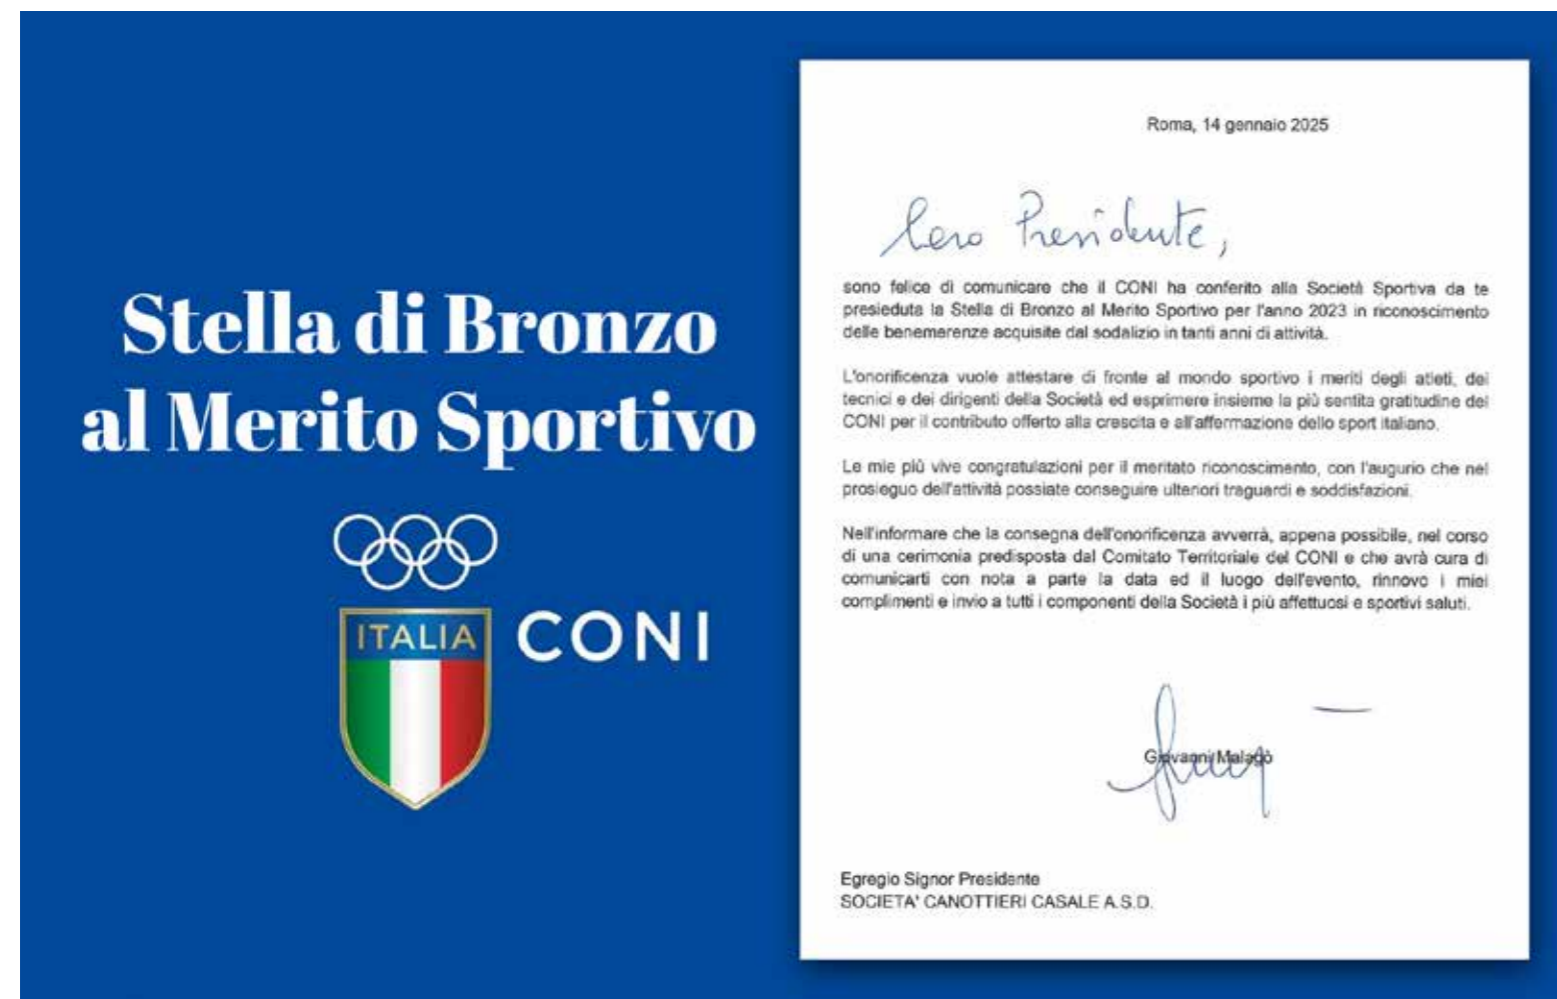 Stella di Bronzo
al Merito Sportivo
ITALIA
CONI
Roma, 14 gennaio 2025
Caro Presidente,
sono felice di comunicare che il CONI ha conferito alla Società Sportiva da te
presieduta la Stella di Bronzo al Merito Sportivo per l'anno 2023 in riconoscimento
delle benemerenze acquisite dal sodalizio in tanti anni di attività.
L'onorificenza vuole attestare di fronte al mondo sportivo i meriti degli atleti, dei
tecnici e dei dirigenti della Società ed esprimere insieme la più sentita gratitudine del
CONI per il contributo offerto alla crescita e all'affermazione dello sport italiano.
Le mie più vive congratulazioni per il meritato riconoscimento, con l'augurio che nel
prosieguo dell'attività possiate conseguire ulteriori traguardi e soddisfazioni.
Nell'informare che la consegna dell'onorificenza avverrà, appena possibile, nel corso
di una cerimonia predisposta dal Comitato Territoriale del CONI e che avrà cura di
comunicarti con nota a parte la data ed il luogo dell'evento, rinnovo i miei
complimenti e invio a tutti i componenti della Società i più affettuosi e sportivi saluti.
Giovanni Malagò
Egregio Signor Presidente
SOCIETA' CANOTTIERI CASALE A.S.D.